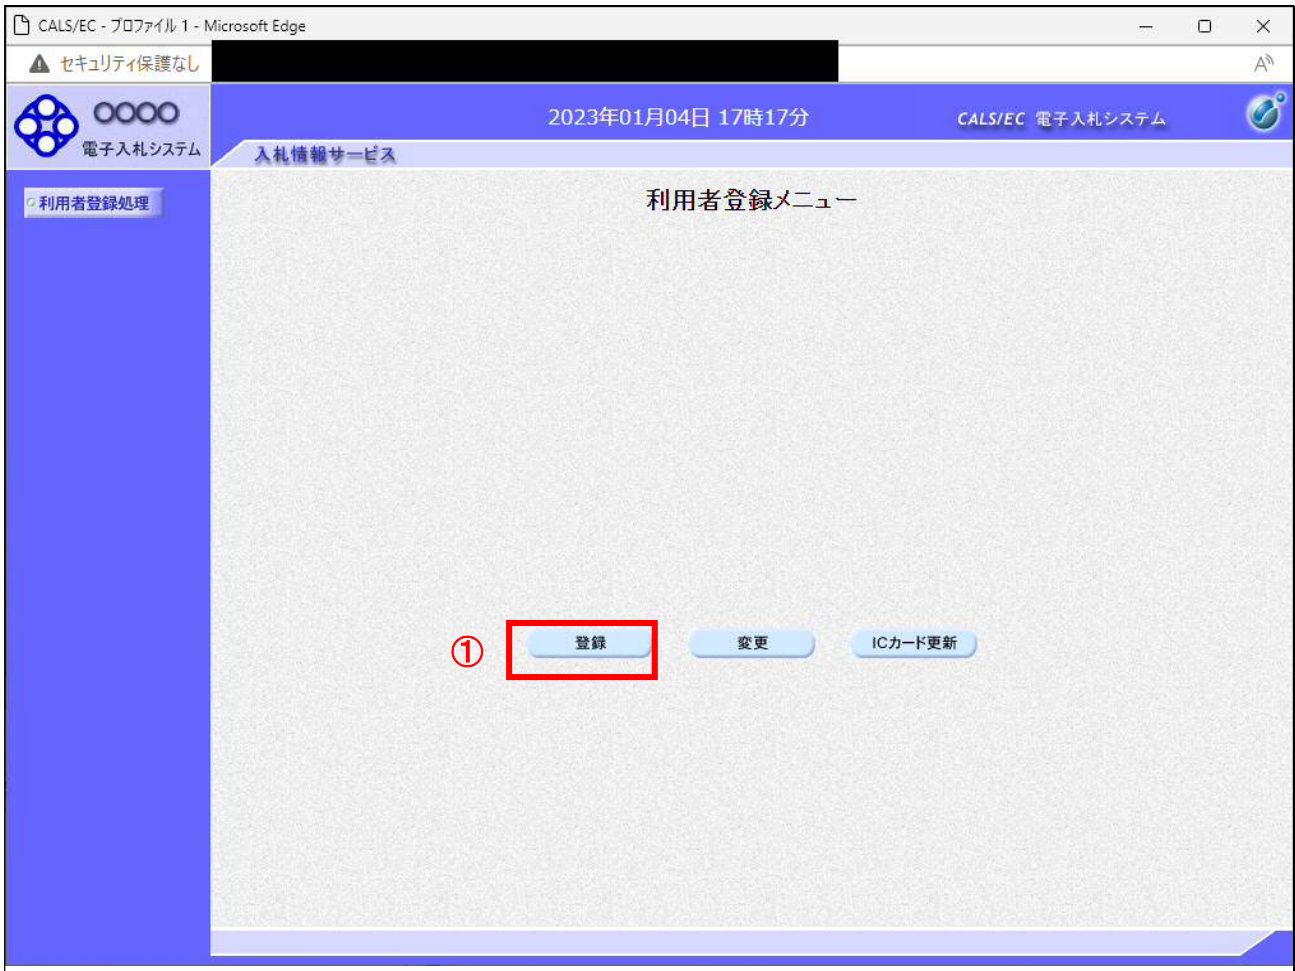 CALS/EC - プロファイル 1 - Microsoft Edge
セキュリティ保護なし
A
〇〇〇〇
電子入札システム
2023年01月04日 17時17分
CALS/EC 電子入札システム
入札情報サービス
利用者登録処理
利用者登録メニュー
① 登録 変更 ICカード更新